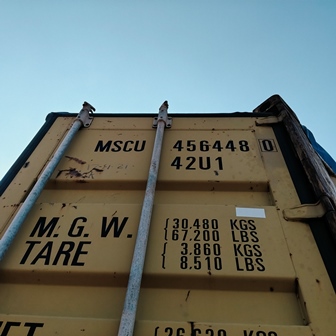 MSCU 456448 0
42U1
M.G.W. {30.480 KGS
{67.200 LBS
TARE { 3.860 KGS
{ 8.510 LBS